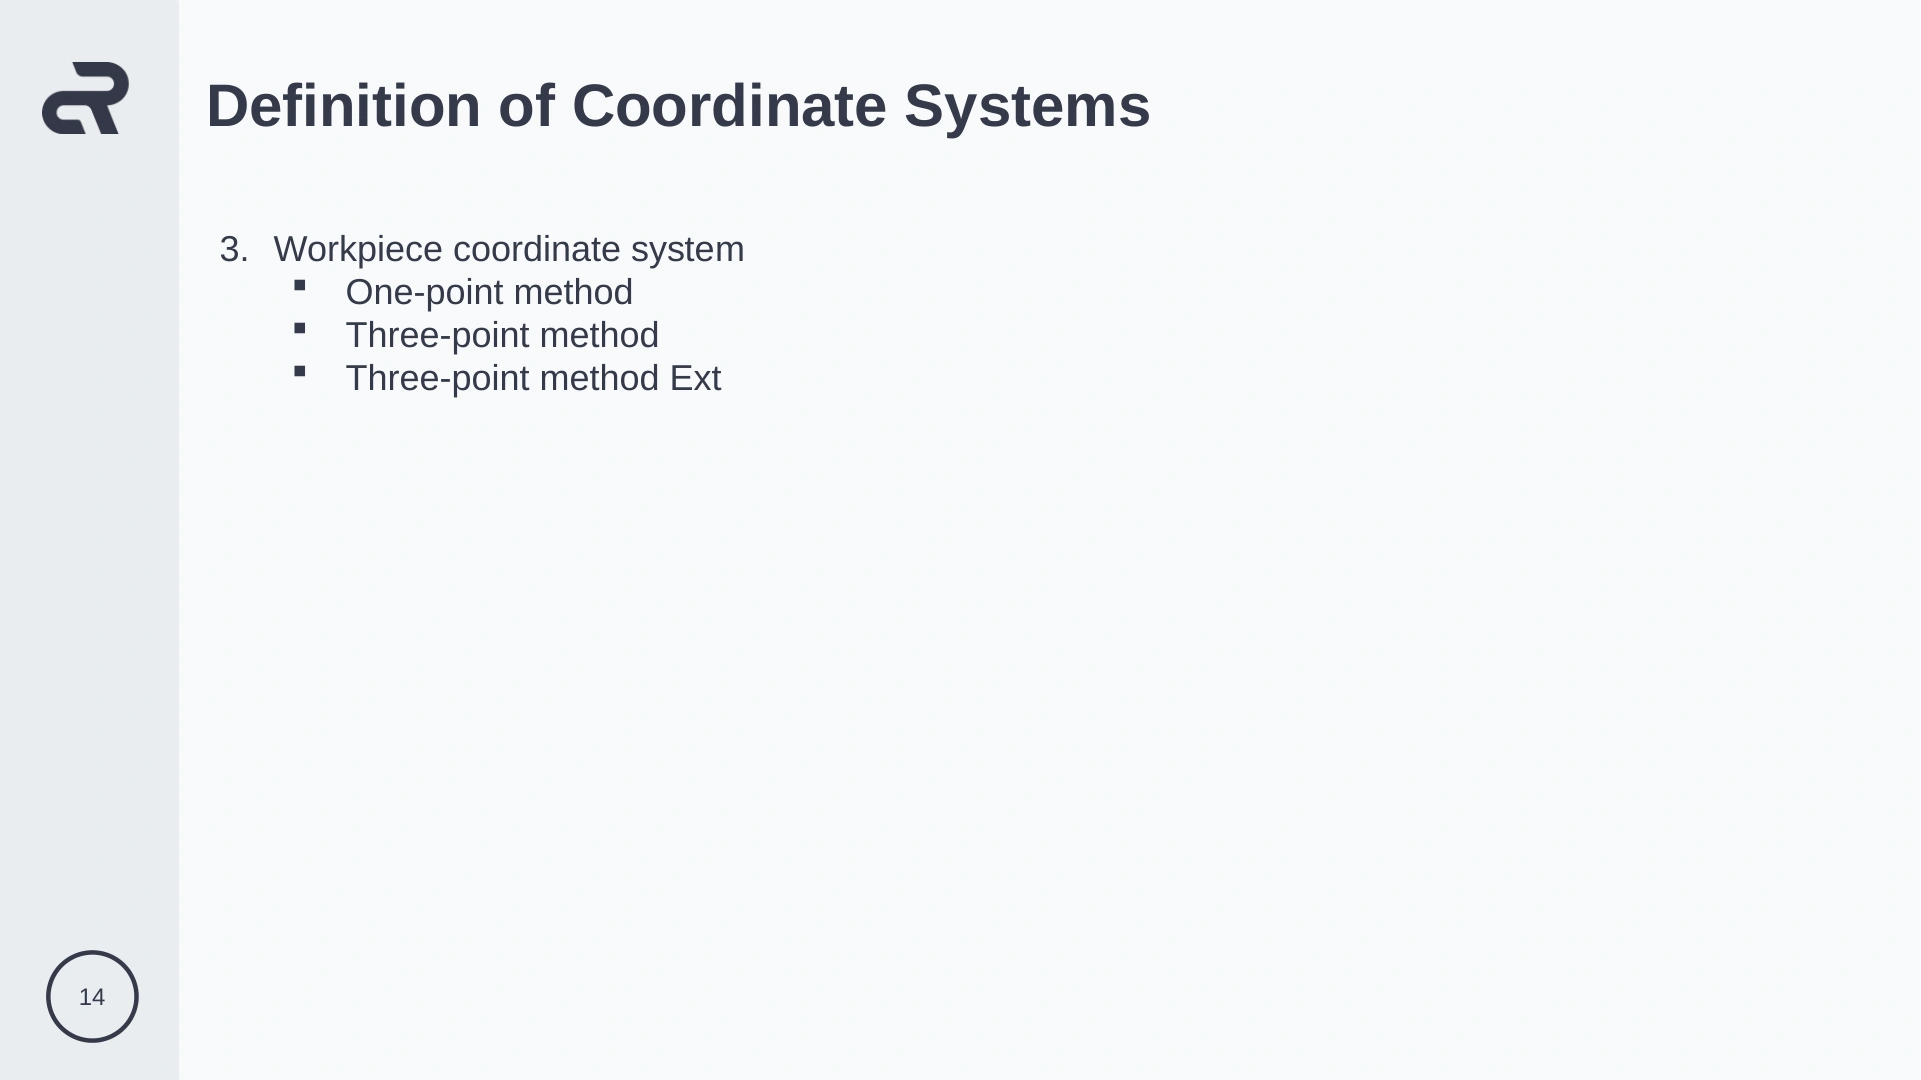 Definition of Coordinate Systems
3. Workpiece coordinate system
▪ One-point method
▪ Three-point method
▪ Three-point method Ext
14